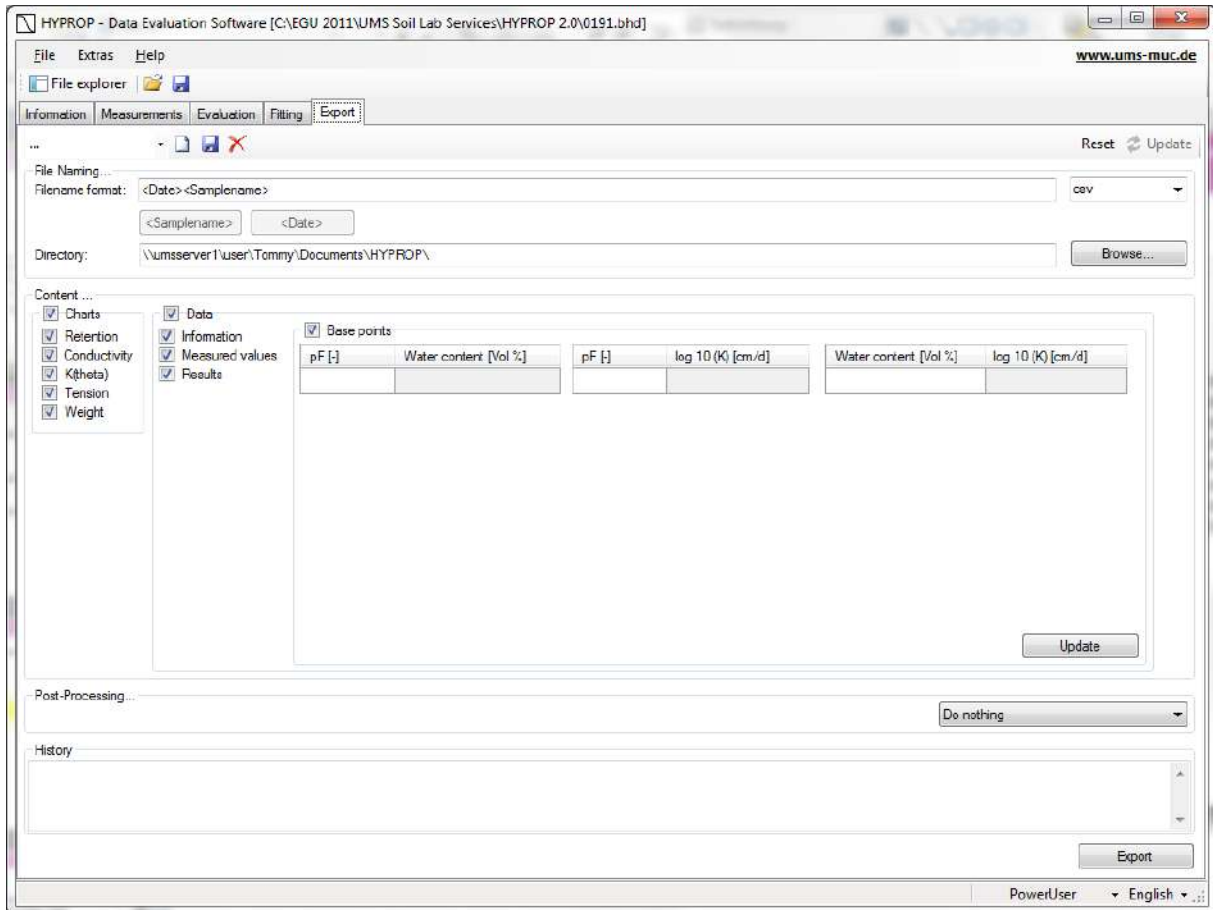 HYPROP - Data Evaluation Software [C:\EGU 2011\UMS Soil Lab Services\HYPROP 2.0\0191.bhd]
File Extras Help www.ums-muc.de
File explorer
Information Measurements Evaluation Fitting Export
... Reset Update
File Naming...
Filename format: <Date><Samplename> csv
<Samplename> <Date>
Directory: \\umsserver1\user\Tommy\Documents\HYPROP\ Browse...
Content ...
Charts Data
Retention Information Base points
Conductivity Measured values pF [-] Water content [Vol %] pF [-] log 10 (K) [cm/d] Water content [Vol %] log 10 (K) [cm/d]
K(theta) Results
Tension
Weight
Update
Post-Processing...
Do nothing
History
Export
PowerUser English